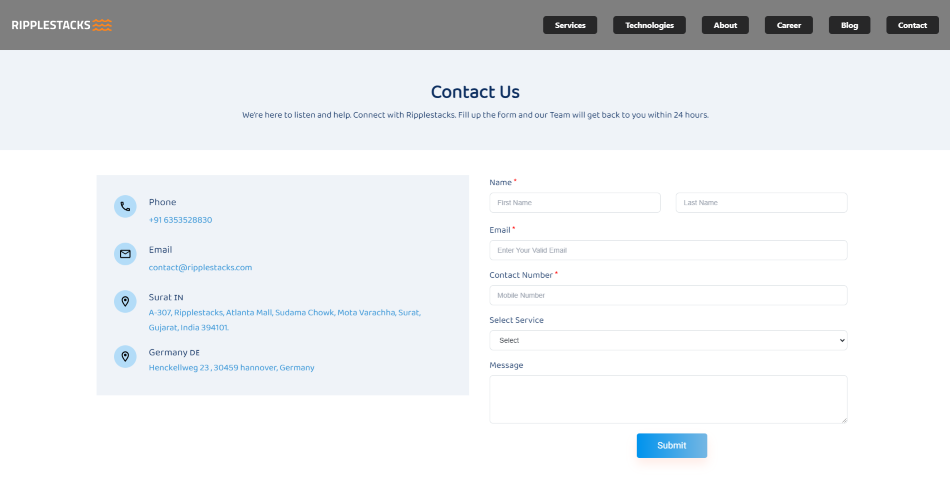 RIPPLESTACKS
Services Technologies About Career Blog Contact
Contact Us
We're here to listen and help. Connect with Ripplestacks. Fill up the form and our Team will get back to you within 24 hours.
Phone
+91 6353528830
Email
contact@ripplestacks.com
Surat IN
A-307, Ripplestacks, Atlanta Mall, Sudama Chowk, Mota Varachha, Surat,
Gujarat, India 394101.
Germany DE
Henckellweg 23 , 30459 hannover, Germany
Name *
First Name Last Name
Email *
Enter Your Valid Email
Contact Number *
Mobile Number
Select Service
Select
Message
Submit